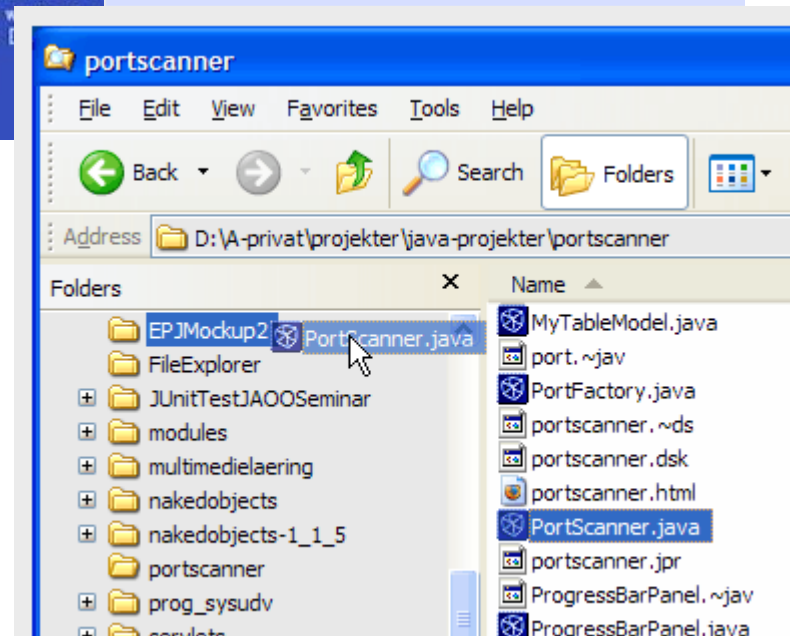 portscanner
File Edit View Favorites Tools Help
Back Search Folders
Address D:\A-privat\projekter\java-projekter\portscanner
Folders
EPJMockup2
PortScanner.java
FileExplorer
JUnitTestJAOOSeminar
modules
multimedielaering
nakedobjects
nakedobjects-1_1_5
portscanner
prog_sysudv
servlets
Name
MyTableModel.java
port.~jav
PortFactory.java
portscanner.~ds
portscanner.dsk
portscanner.html
PortScanner.java
portscanner.jpr
ProgressBarPanel.~jav
ProgressBarPanel.java